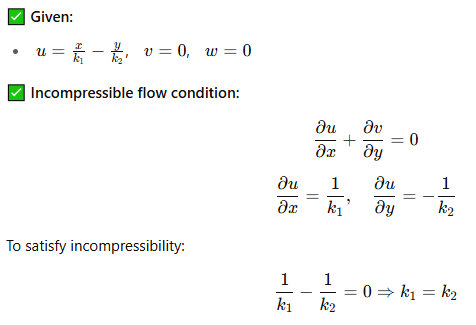 ✅ Given:
• u = x/k₁ − y/k₂, v = 0, w = 0
✅ Incompressible flow condition:
∂u/∂x + ∂v/∂y = 0
∂u/∂x = 1/k₁, ∂u/∂y = −1/k₂
To satisfy incompressibility:
1/k₁ − 1/k₂ = 0 ⇒ k₁ = k₂